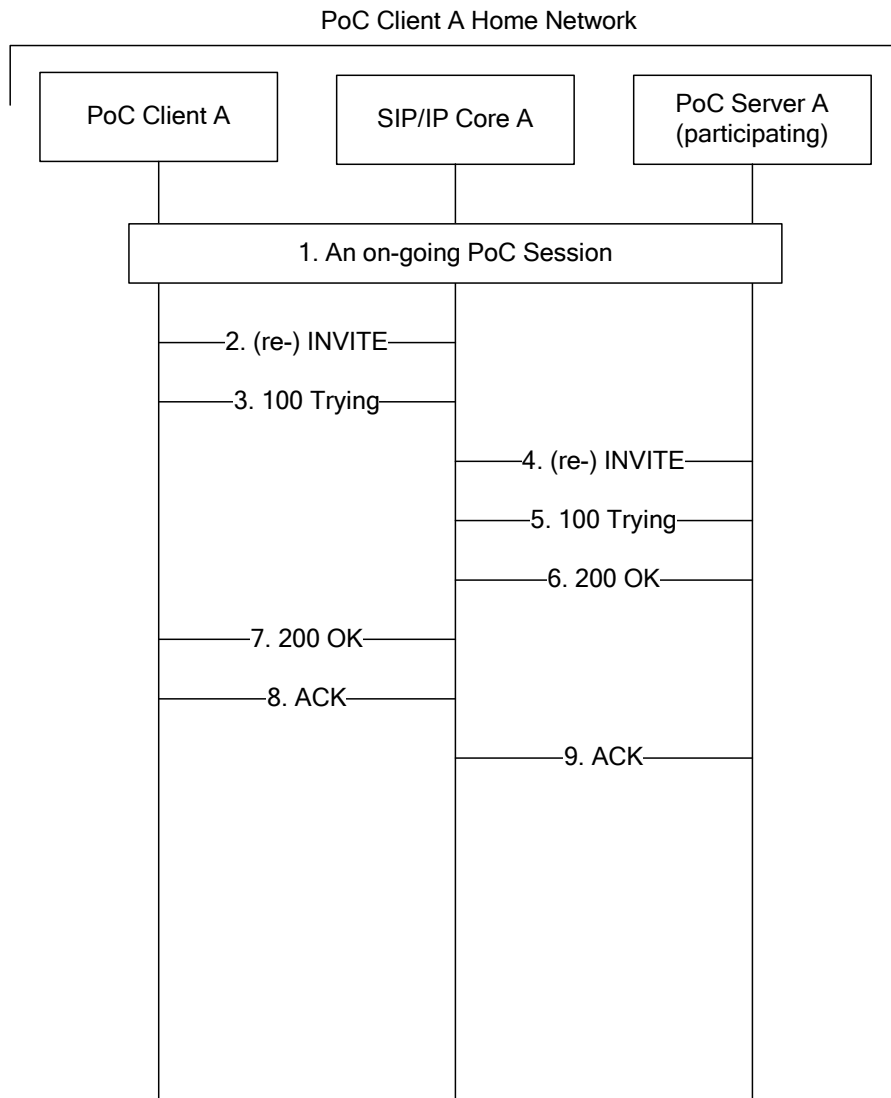 PoC Client A Home Network
PoC Client A
SIP/IP Core A
PoC Server A
(participating)
1. An on-going PoC Session
2. (re-) INVITE
3. 100 Trying
4. (re-) INVITE
5. 100 Trying
6. 200 OK
7. 200 OK
8. ACK
9. ACK